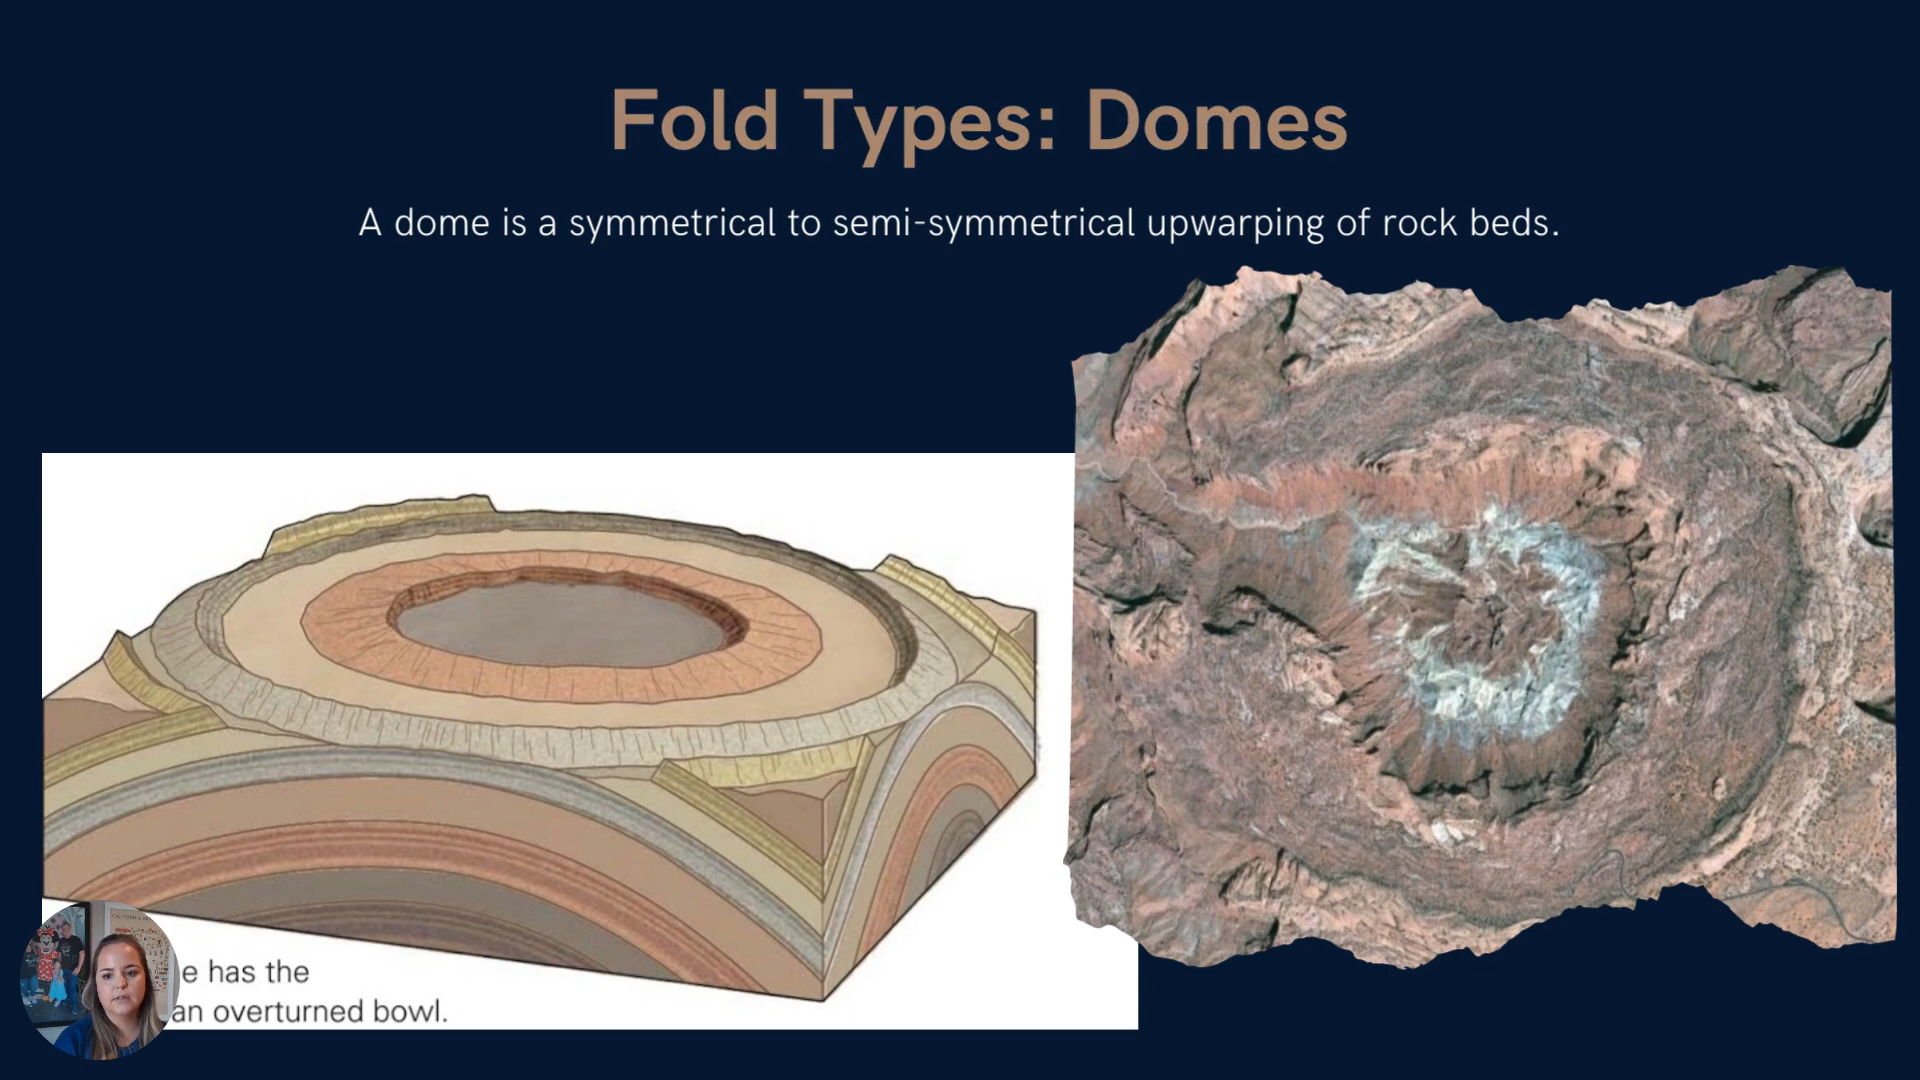 Fold Types: Domes
A dome is a symmetrical to semi-symmetrical upwarping of rock beds.
e has the
an overturned bowl.